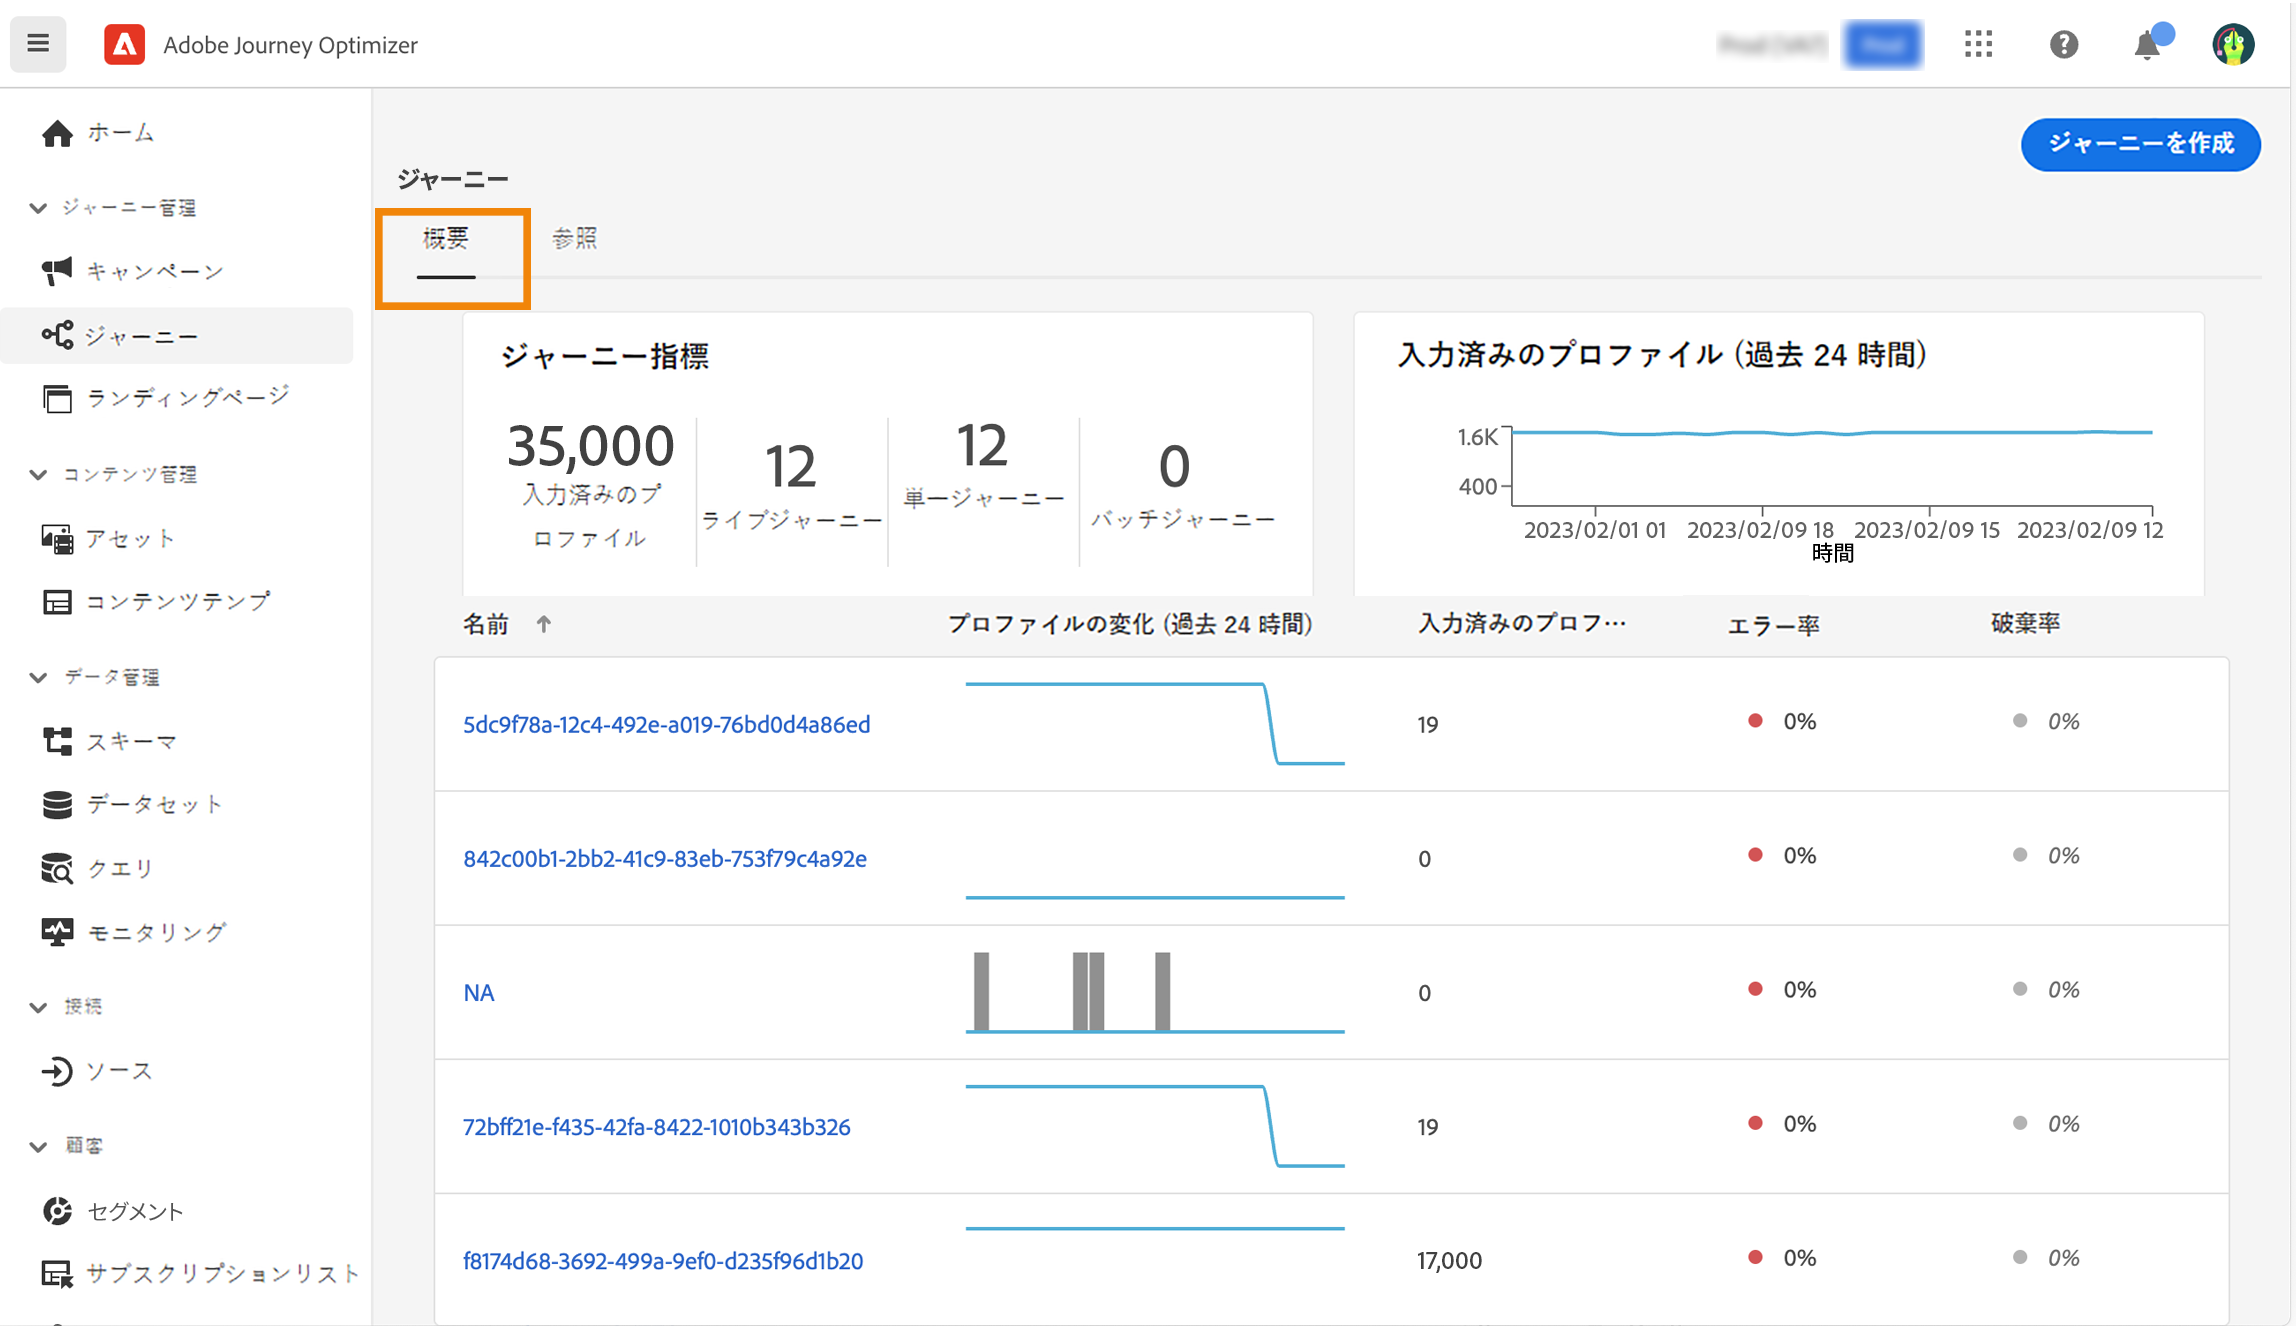 Adobe Journey Optimizer
ホーム
ジャーニー管理
キャンペーン
ジャーニー
ランディングページ
コンテンツ管理
アセット
コンテンツテンプ
データ管理
スキーマ
データセット
クエリ
モニタリング
接続
ソース
顧客
セグメント
サブスクリプションリスト
ジャーニーを作成
ジャーニー
概要
参照
ジャーニー指標
35,000
入力済みのプ
ロファイル
12
ライブジャーニー
12
単一ジャーニー
0
バッチジャーニー
入力済みのプロファイル (過去 24 時間)
1.6K
400
2023/02/01 01
2023/02/09 18
2023/02/09 15
2023/02/09 12
時間
名前
プロファイルの変化 (過去 24 時間)
入力済みのプロフ…
エラー率
破棄率
5dc9f78a-12c4-492e-a019-76bd0d4a86ed
19
0%
0%
842c00b1-2bb2-41c9-83eb-753f79c4a92e
0
0%
0%
NA
0
0%
0%
72bff21e-f435-42fa-8422-1010b343b326
19
0%
0%
f8174d68-3692-499a-9ef0-d235f96d1b20
17,000
0%
0%